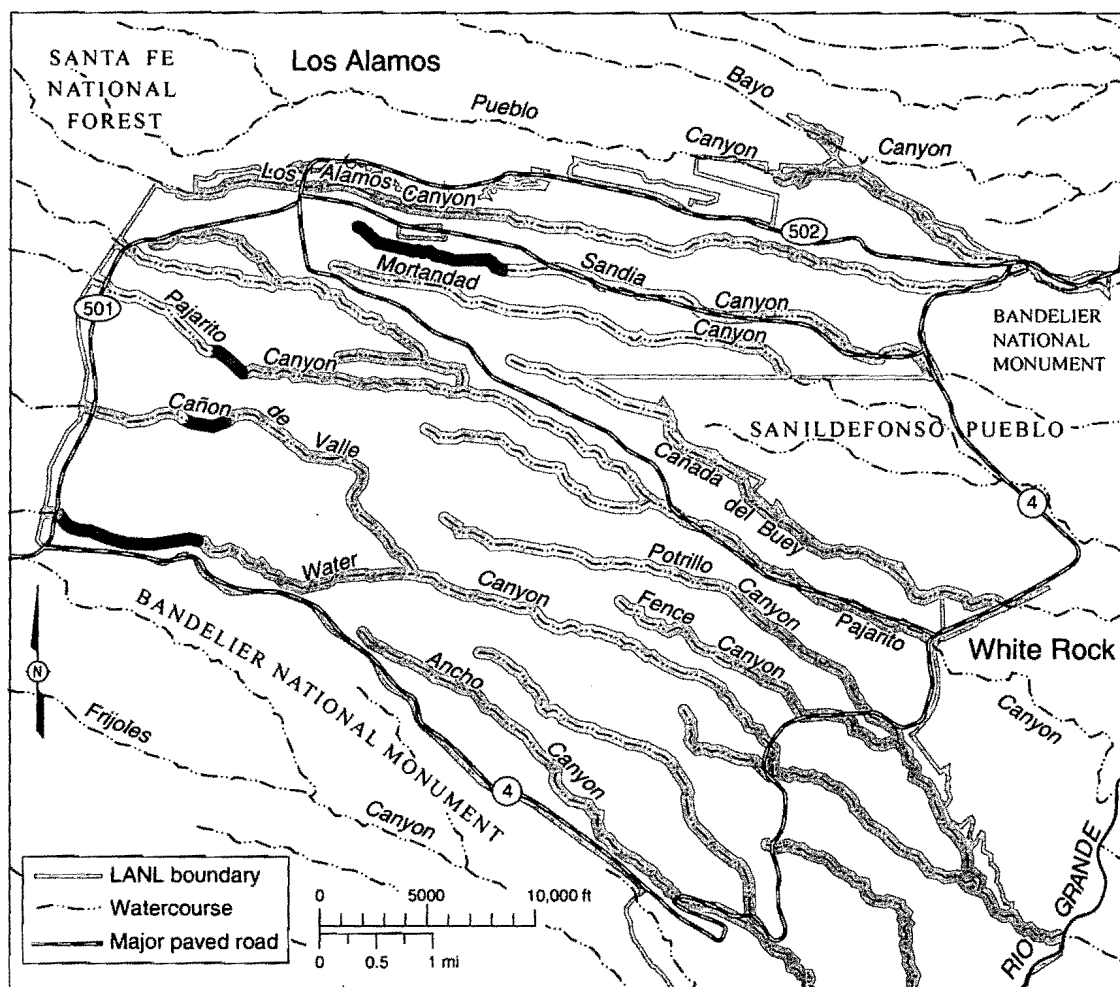 SANTA FE
NATIONAL
FOREST
Los Alamos
Bayo
Pueblo
Canyon
Canyon
Los Alamos
Canyon
502
Sandia
Mortandad
Canyon
Canyon
501
Pajarito
Canyon
BANDELIER
NATIONAL
MONUMENT
Cañon
de
Valle
SANILDEFONSO PUEBLO
Cañada
del Buey
4
Water
Canyon
Potrillo
Canyon
Fence
Canyon
Pajarito
White Rock
Canyon
BANDELIER NATIONAL MONUMENT
N
Ancho
Canyon
Frijoles
Canyon
4
RIO GRANDE
LANL boundary
Watercourse
Major paved road
0 5000 10,000 ft
0 0.5 1 mi